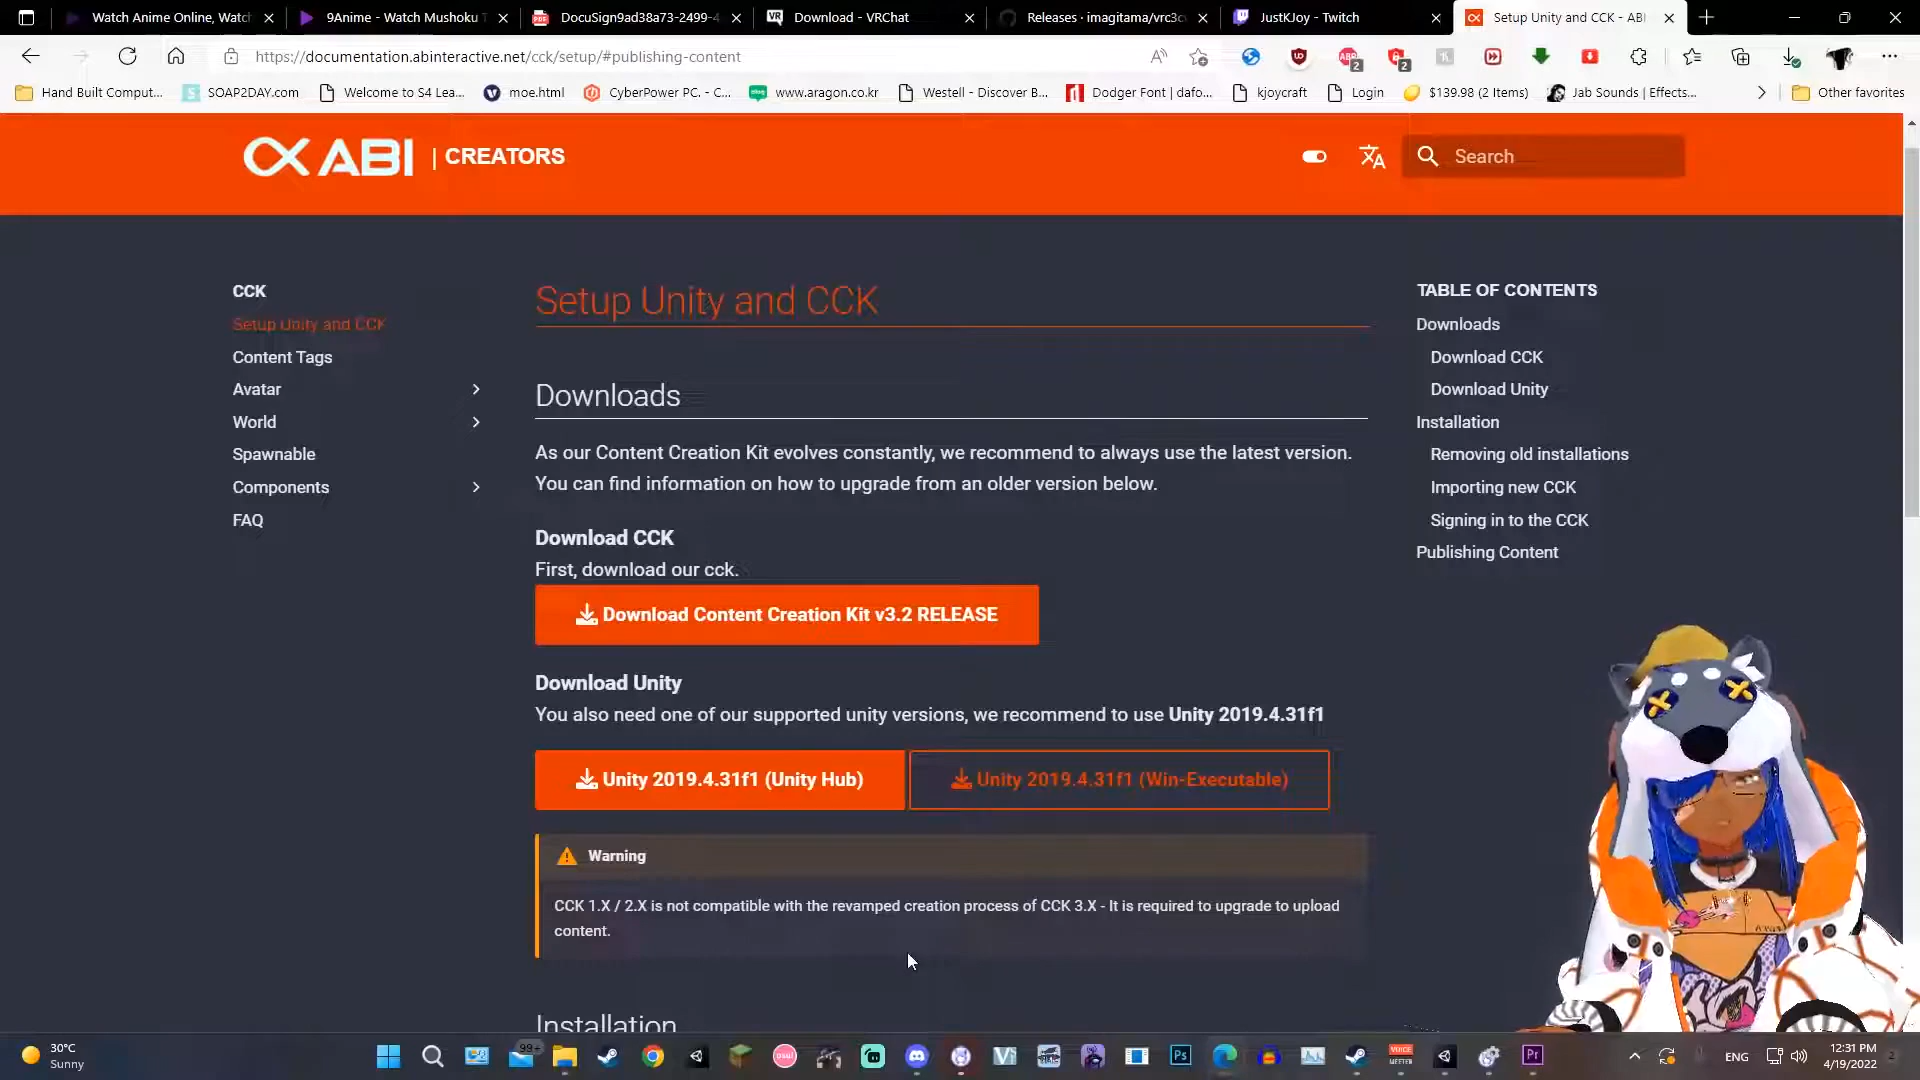 Watch Anime Online, Watc
9Anime - Watch Mushoku T
DocuSign9ad38a73-2499-4
Download - VRChat
Releases · imagitama/vrc3cv
JustKJoy - Twitch
Setup Unity and CCK - ABI
https://documentation.abinteractive.net/cck/setup/#publishing-content
Hand Built Comput...
SOAP2DAY.com
Welcome to S4 Lea...
moe.html
CyberPower PC. - C...
www.aragon.co.kr
Westell - Discover B...
Dodger Font | dafo...
kjoycraft
Login
$139.98 (2 Items)
Jab Sounds | Effects...
Other favorites
ABI | CREATORS
Search
CCK
Setup Unity and CCK
Content Tags
Avatar
World
Spawnable
Components
FAQ
Setup Unity and CCK
Downloads
As our Content Creation Kit evolves constantly, we recommend to always use the latest version.
You can find information on how to upgrade from an older version below.
Download CCK
First, download our cck.
Download Content Creation Kit v3.2 RELEASE
Download Unity
You also need one of our supported unity versions, we recommend to use Unity 2019.4.31f1
Unity 2019.4.31f1 (Unity Hub)
Unity 2019.4.31f1 (Win-Executable)
Warning
CCK 1.X / 2.X is not compatible with the revamped creation process of CCK 3.X - It is required to upgrade to upload
content.
Installation
TABLE OF CONTENTS
Downloads
Download CCK
Download Unity
Installation
Removing old installations
Importing new CCK
Signing in to the CCK
Publishing Content
30°C
Sunny
99+
ENG
12:31 PM
4/19/2022